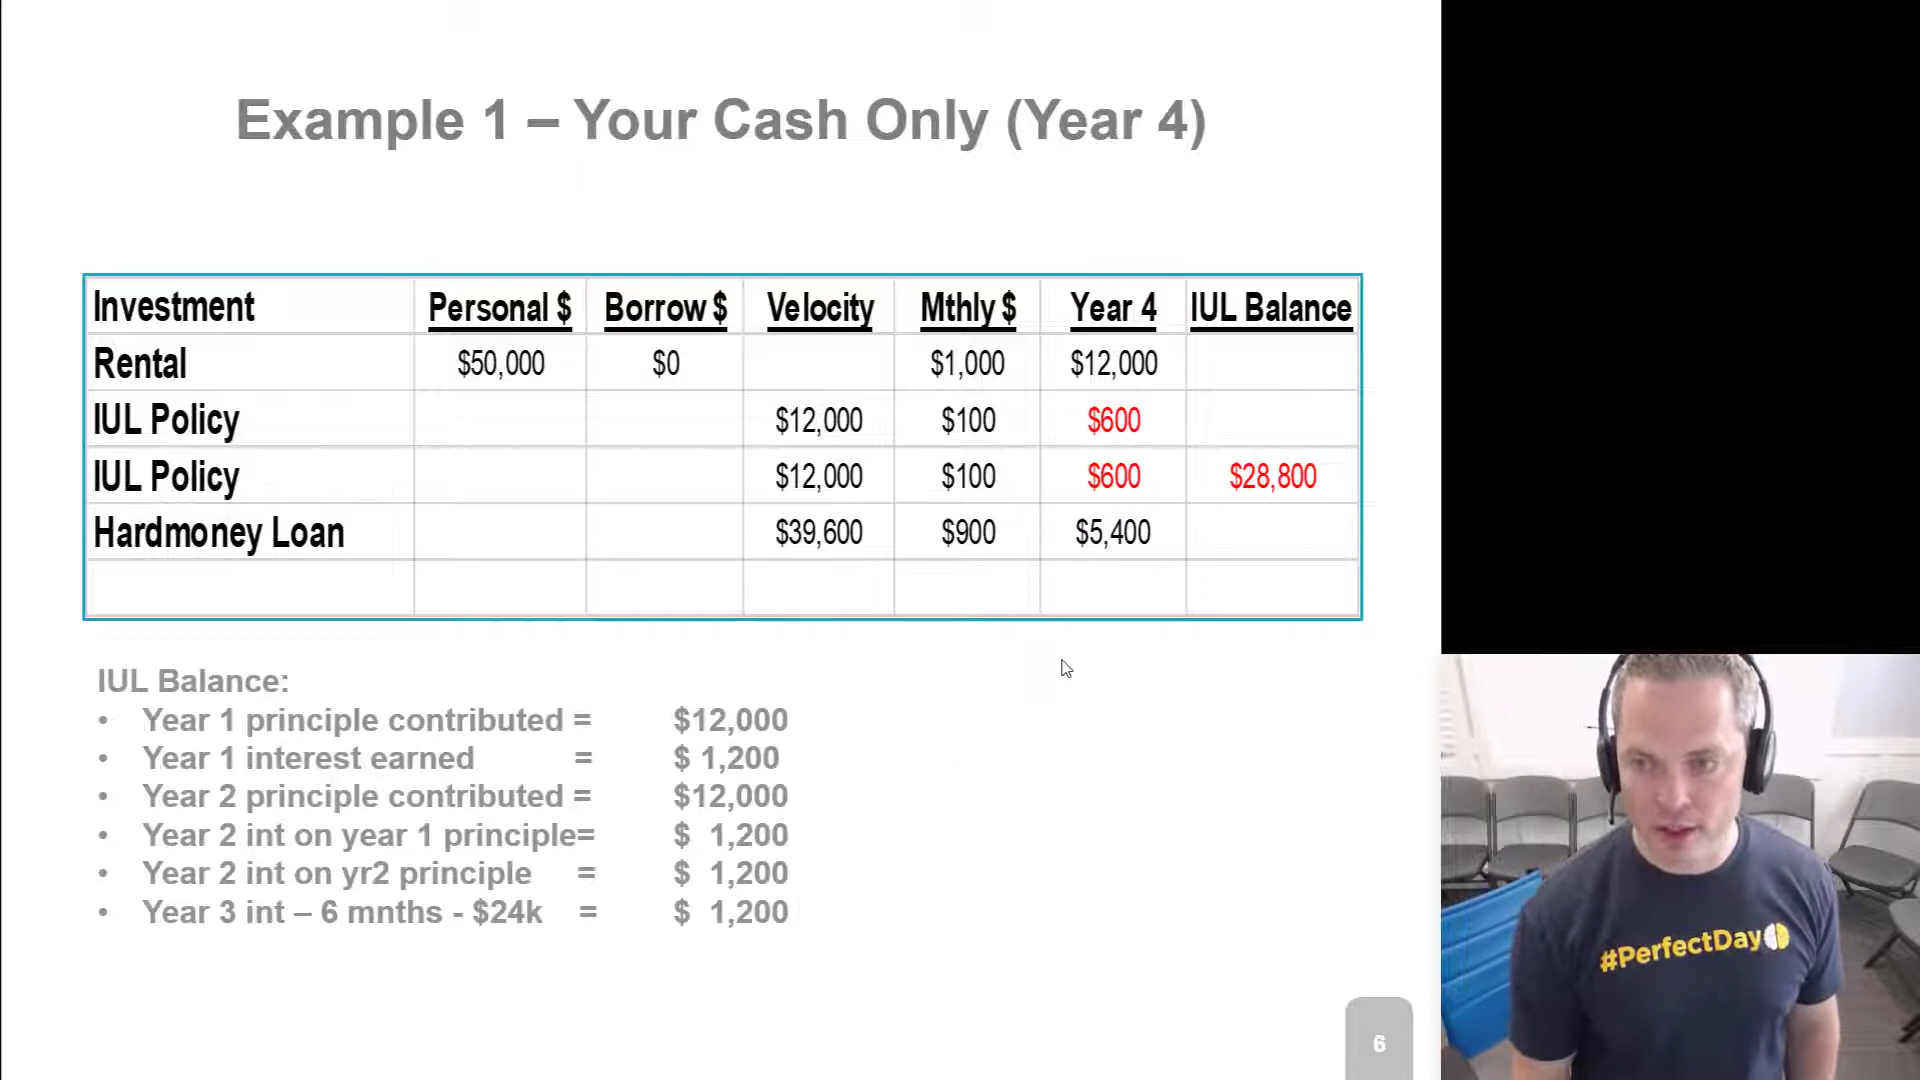 Example 1 – Your Cash Only (Year 4)
Investment Personal $ Borrow $ Velocity Mthly $ Year 4 IUL Balance
Rental $50,000 $0 $1,000 $12,000
IUL Policy $12,000 $100 $600
IUL Policy $12,000 $100 $600 $28,800
Hardmoney Loan $39,600 $900 $5,400
IUL Balance:
• Year 1 principle contributed = $12,000
• Year 1 interest earned = $ 1,200
• Year 2 principle contributed = $12,000
• Year 2 int on year 1 principle= $ 1,200
• Year 2 int on yr2 principle = $ 1,200
• Year 3 int – 6 mnths - $24k = $ 1,200
#PerfectDay
6